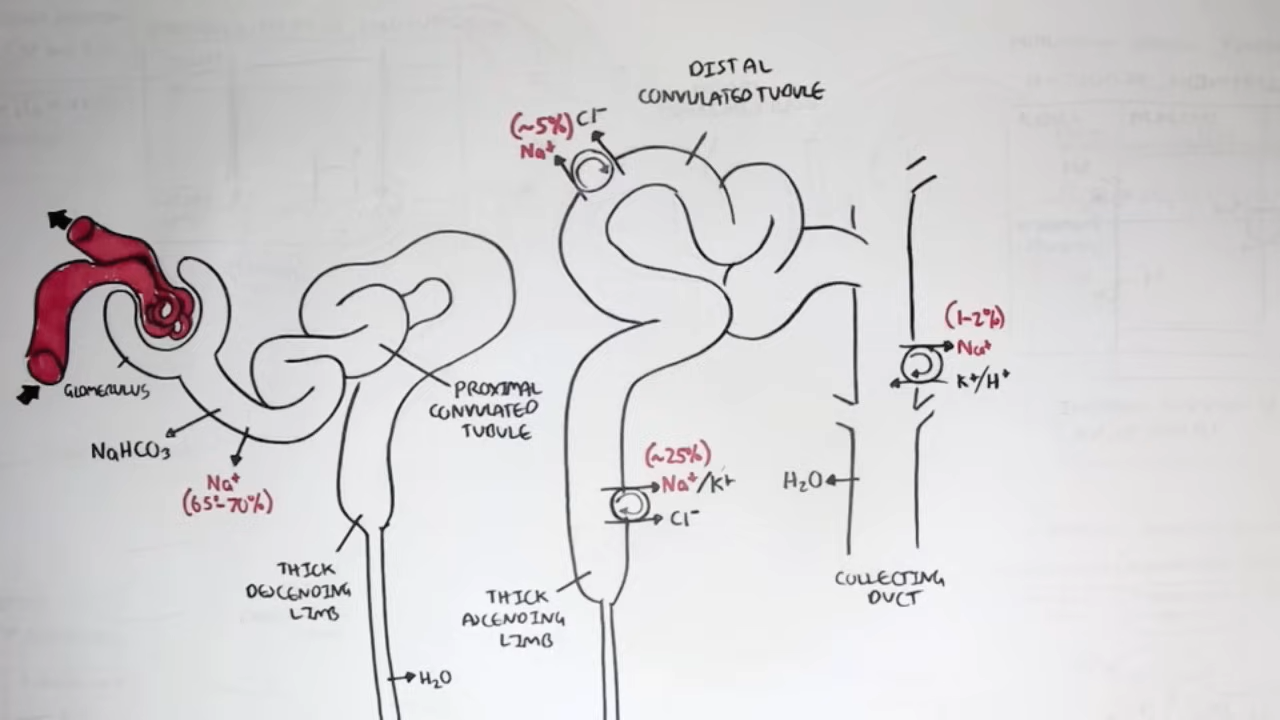 DISTAL
CONVULATED TUBULE
(~5%) Cl⁻
Na⁺
GLOMERULUS
NaHCO₃
Na⁺
(65-70%)
PROXIMAL
CONVULATED
TUBULE
THICK
DESCENDING
LIMB
H₂O
(~25%)
Na⁺/K⁺
Cl⁻
THICK
ASCENDING
LIMB
(1-2%)
Na⁺
K⁺/H⁺
H₂O
COLLECTING
DUCT